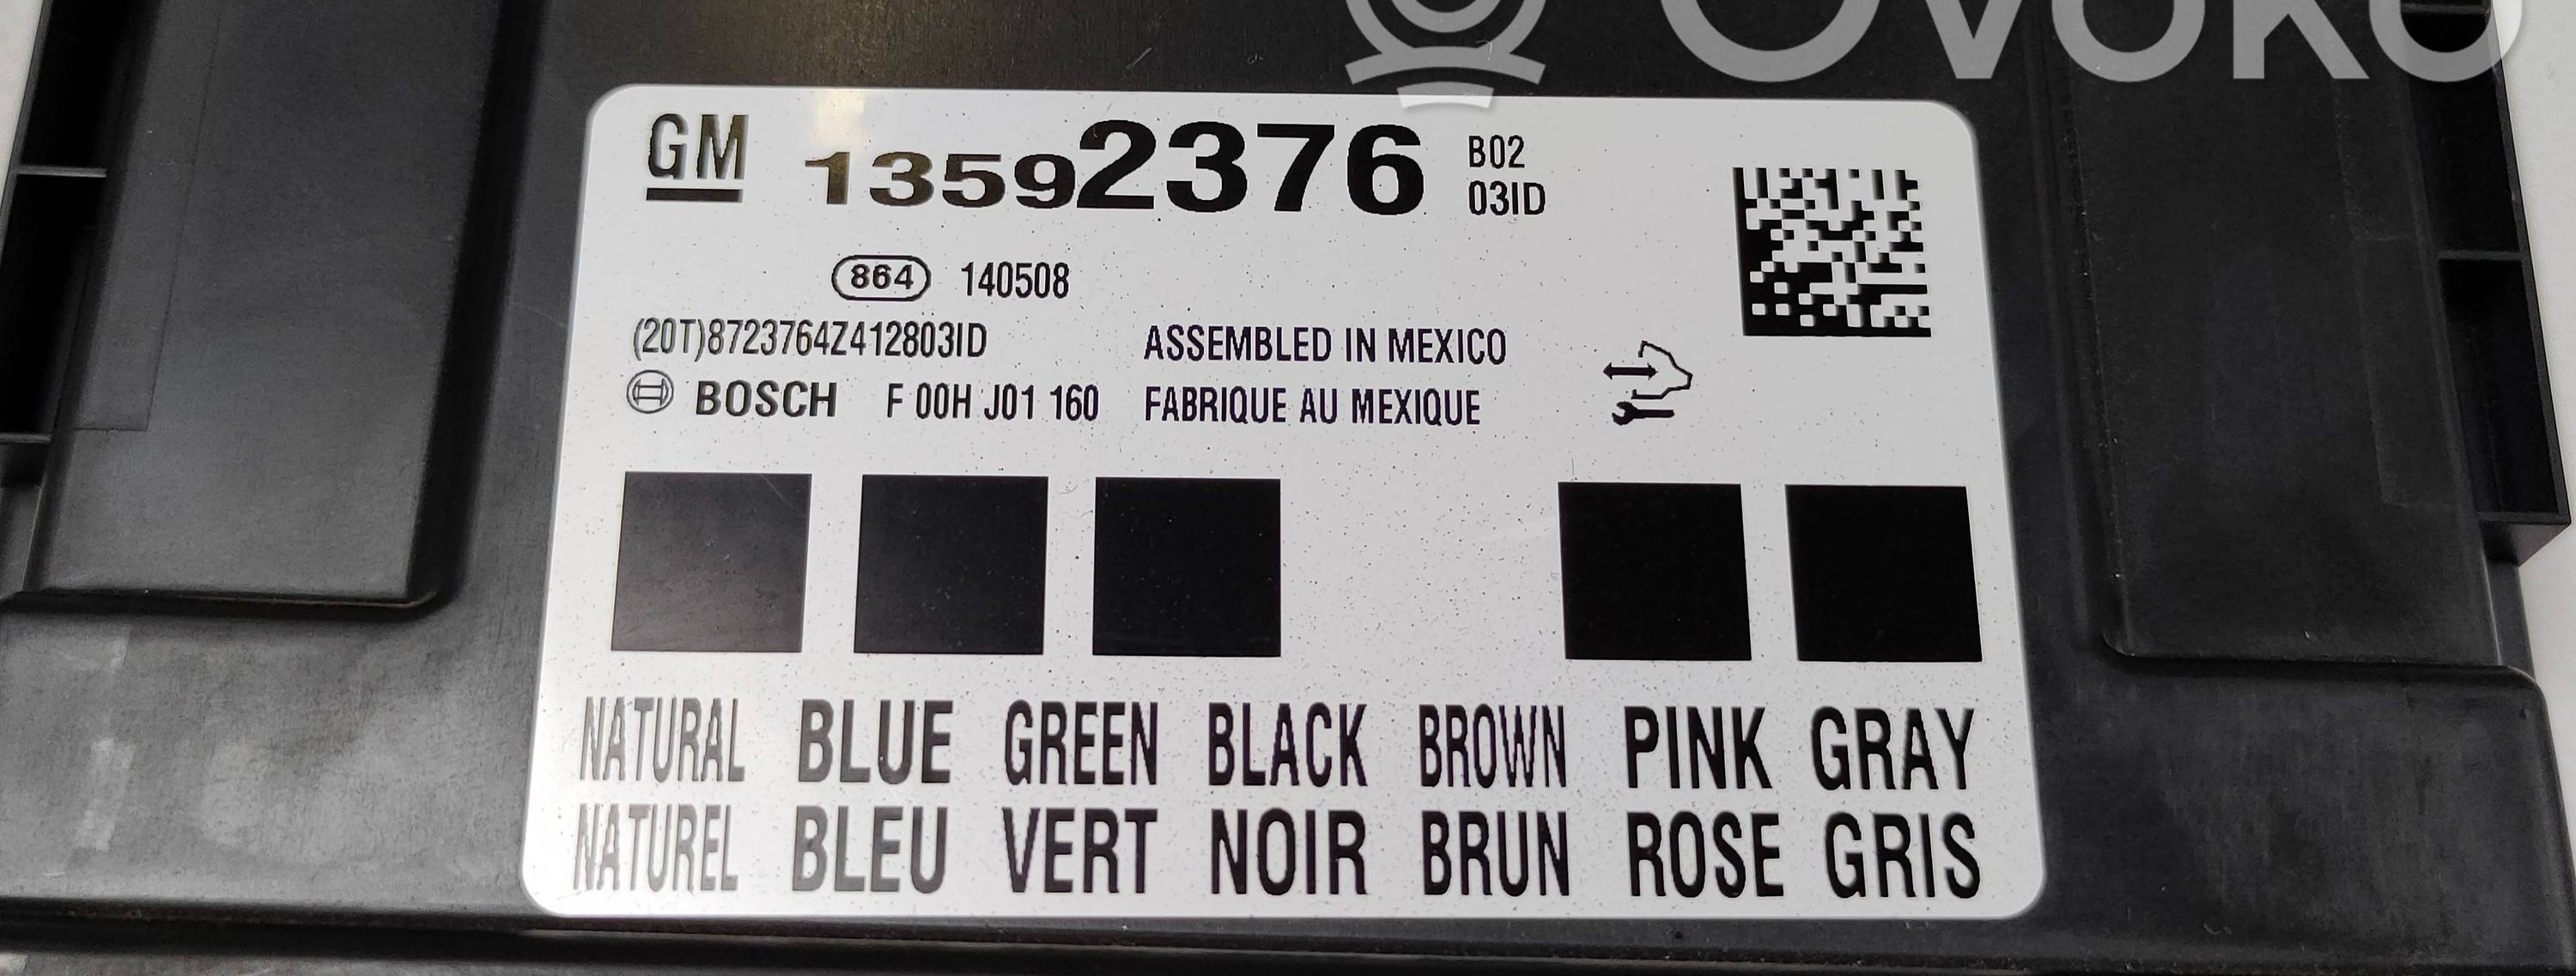 OVOKO
GM 13592376 B02
03ID
864 140508
(20T)8723764Z412803ID ASSEMBLED IN MEXICO
BOSCH F 00H J01 160 FABRIQUE AU MEXIQUE
NATURAL BLUE GREEN BLACK BROWN PINK GRAY
NATUREL BLEU VERT NOIR BRUN ROSE GRIS